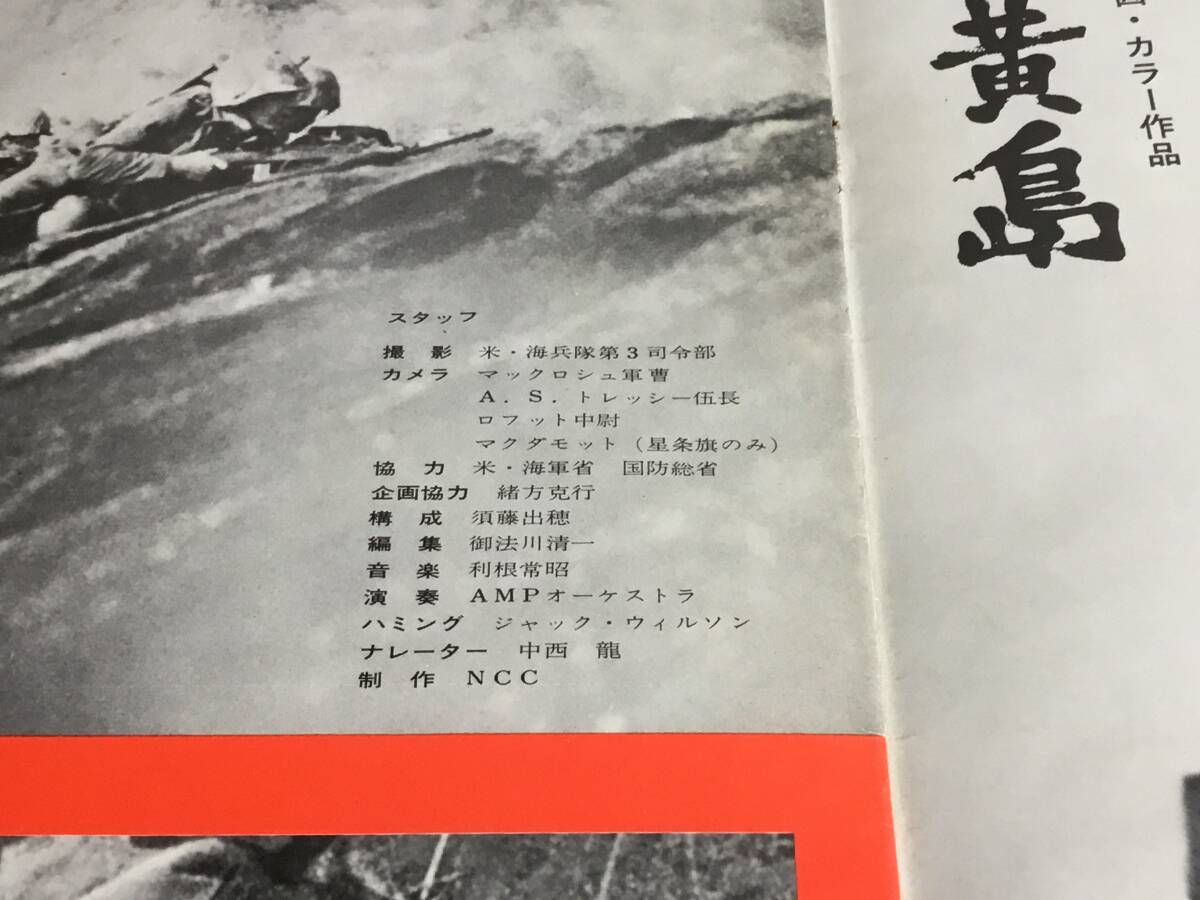 画・カラー作品
黄島
スタッフ
撮影 米・海兵隊第3司令部
カメラ マックロシュ軍曹
A.S.トレッシー伍長
ロフット中尉
マクダモット(星条旗のみ)
協力 米・海軍省 国防総省
企画協力 緒方克行
構成 須藤出穂
編集 御法川清一
音楽 利根常昭
演奏 AMPオーケストラ
ハミング ジャック・ウィルソン
ナレーター 中西 龍
制作 NCC